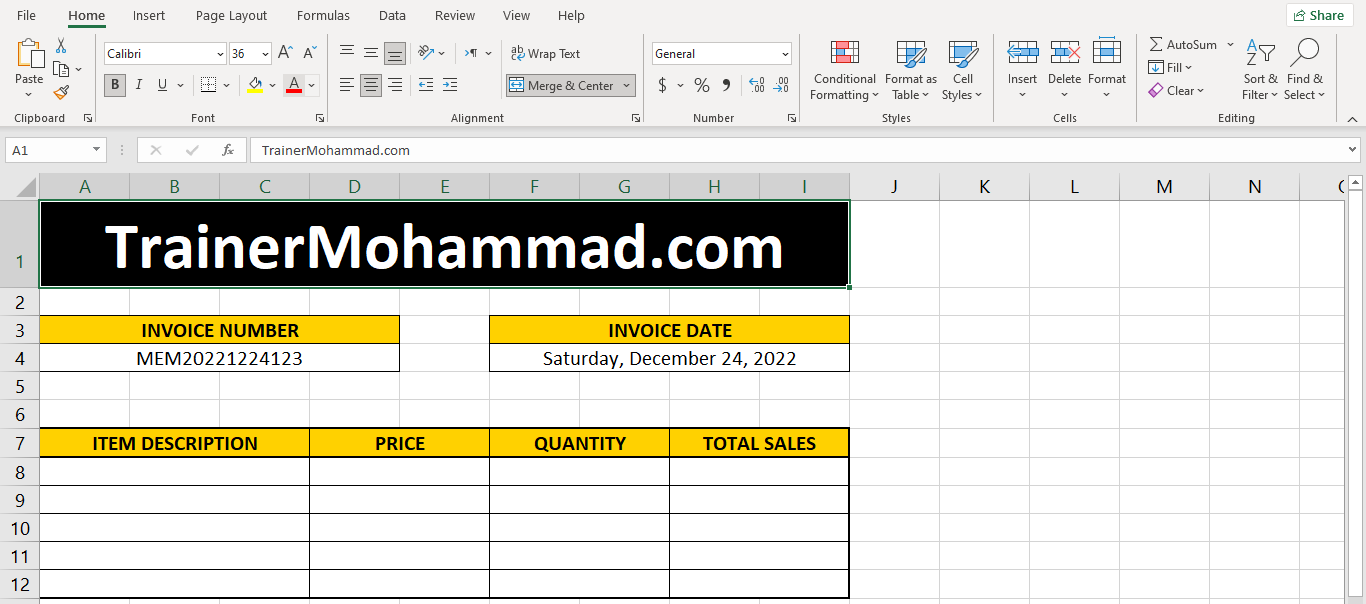 File Home Insert Page Layout Formulas Data Review View Help Share
Calibri 36 A A Wrap Text General AutoSum
Paste Conditional Format as Cell Insert Delete Format Fill Sort & Find &
B I U A Merge & Center $ % Formatting Table Styles Clear Filter Select
Clipboard Font Alignment Number Styles Cells Editing
A1 fx TrainerMohammad.com
A B C D E F G H I J K L M N
1 TrainerMohammad.com
2
3 INVOICE NUMBER INVOICE DATE
4 MEM20221224123 Saturday, December 24, 2022
5
6
7 ITEM DESCRIPTION PRICE QUANTITY TOTAL SALES
8
9
10
11
12